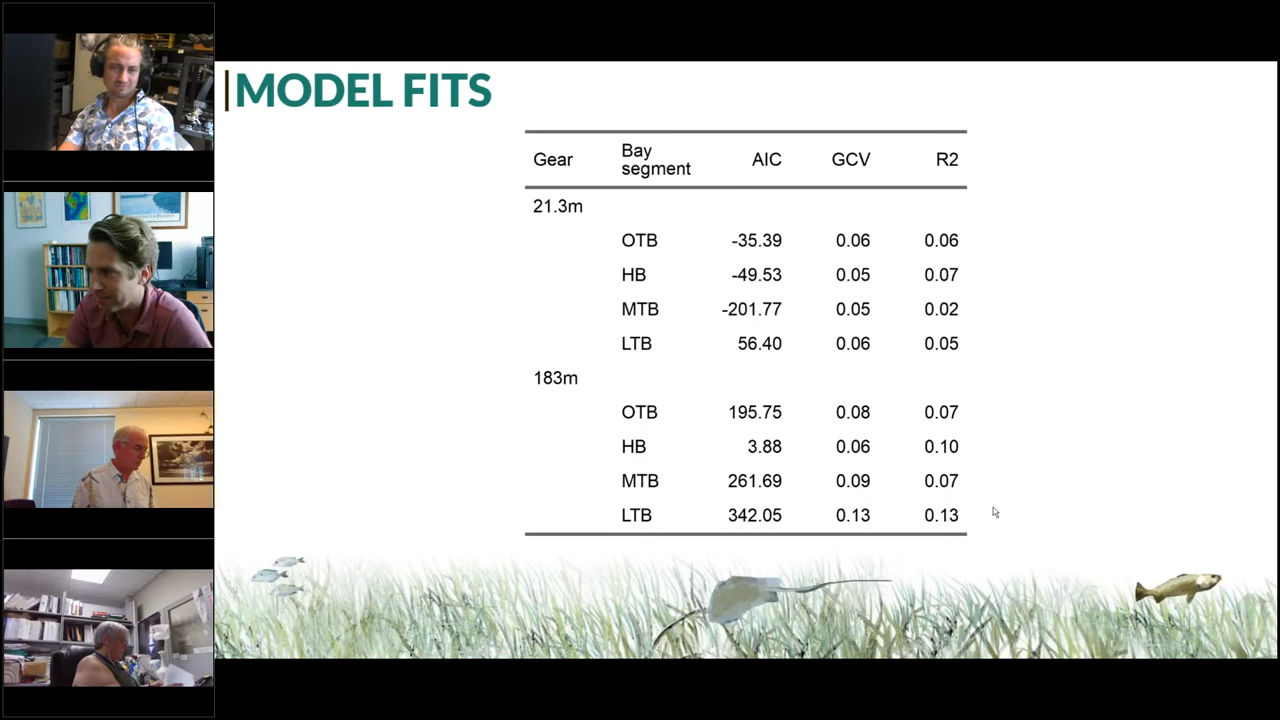 MODEL FITS
Gear Bay segment AIC GCV R2
21.3m
OTB -35.39 0.06 0.06
HB -49.53 0.05 0.07
MTB -201.77 0.05 0.02
LTB 56.40 0.06 0.05
183m
OTB 195.75 0.08 0.07
HB 3.88 0.06 0.10
MTB 261.69 0.09 0.07
LTB 342.05 0.13 0.13